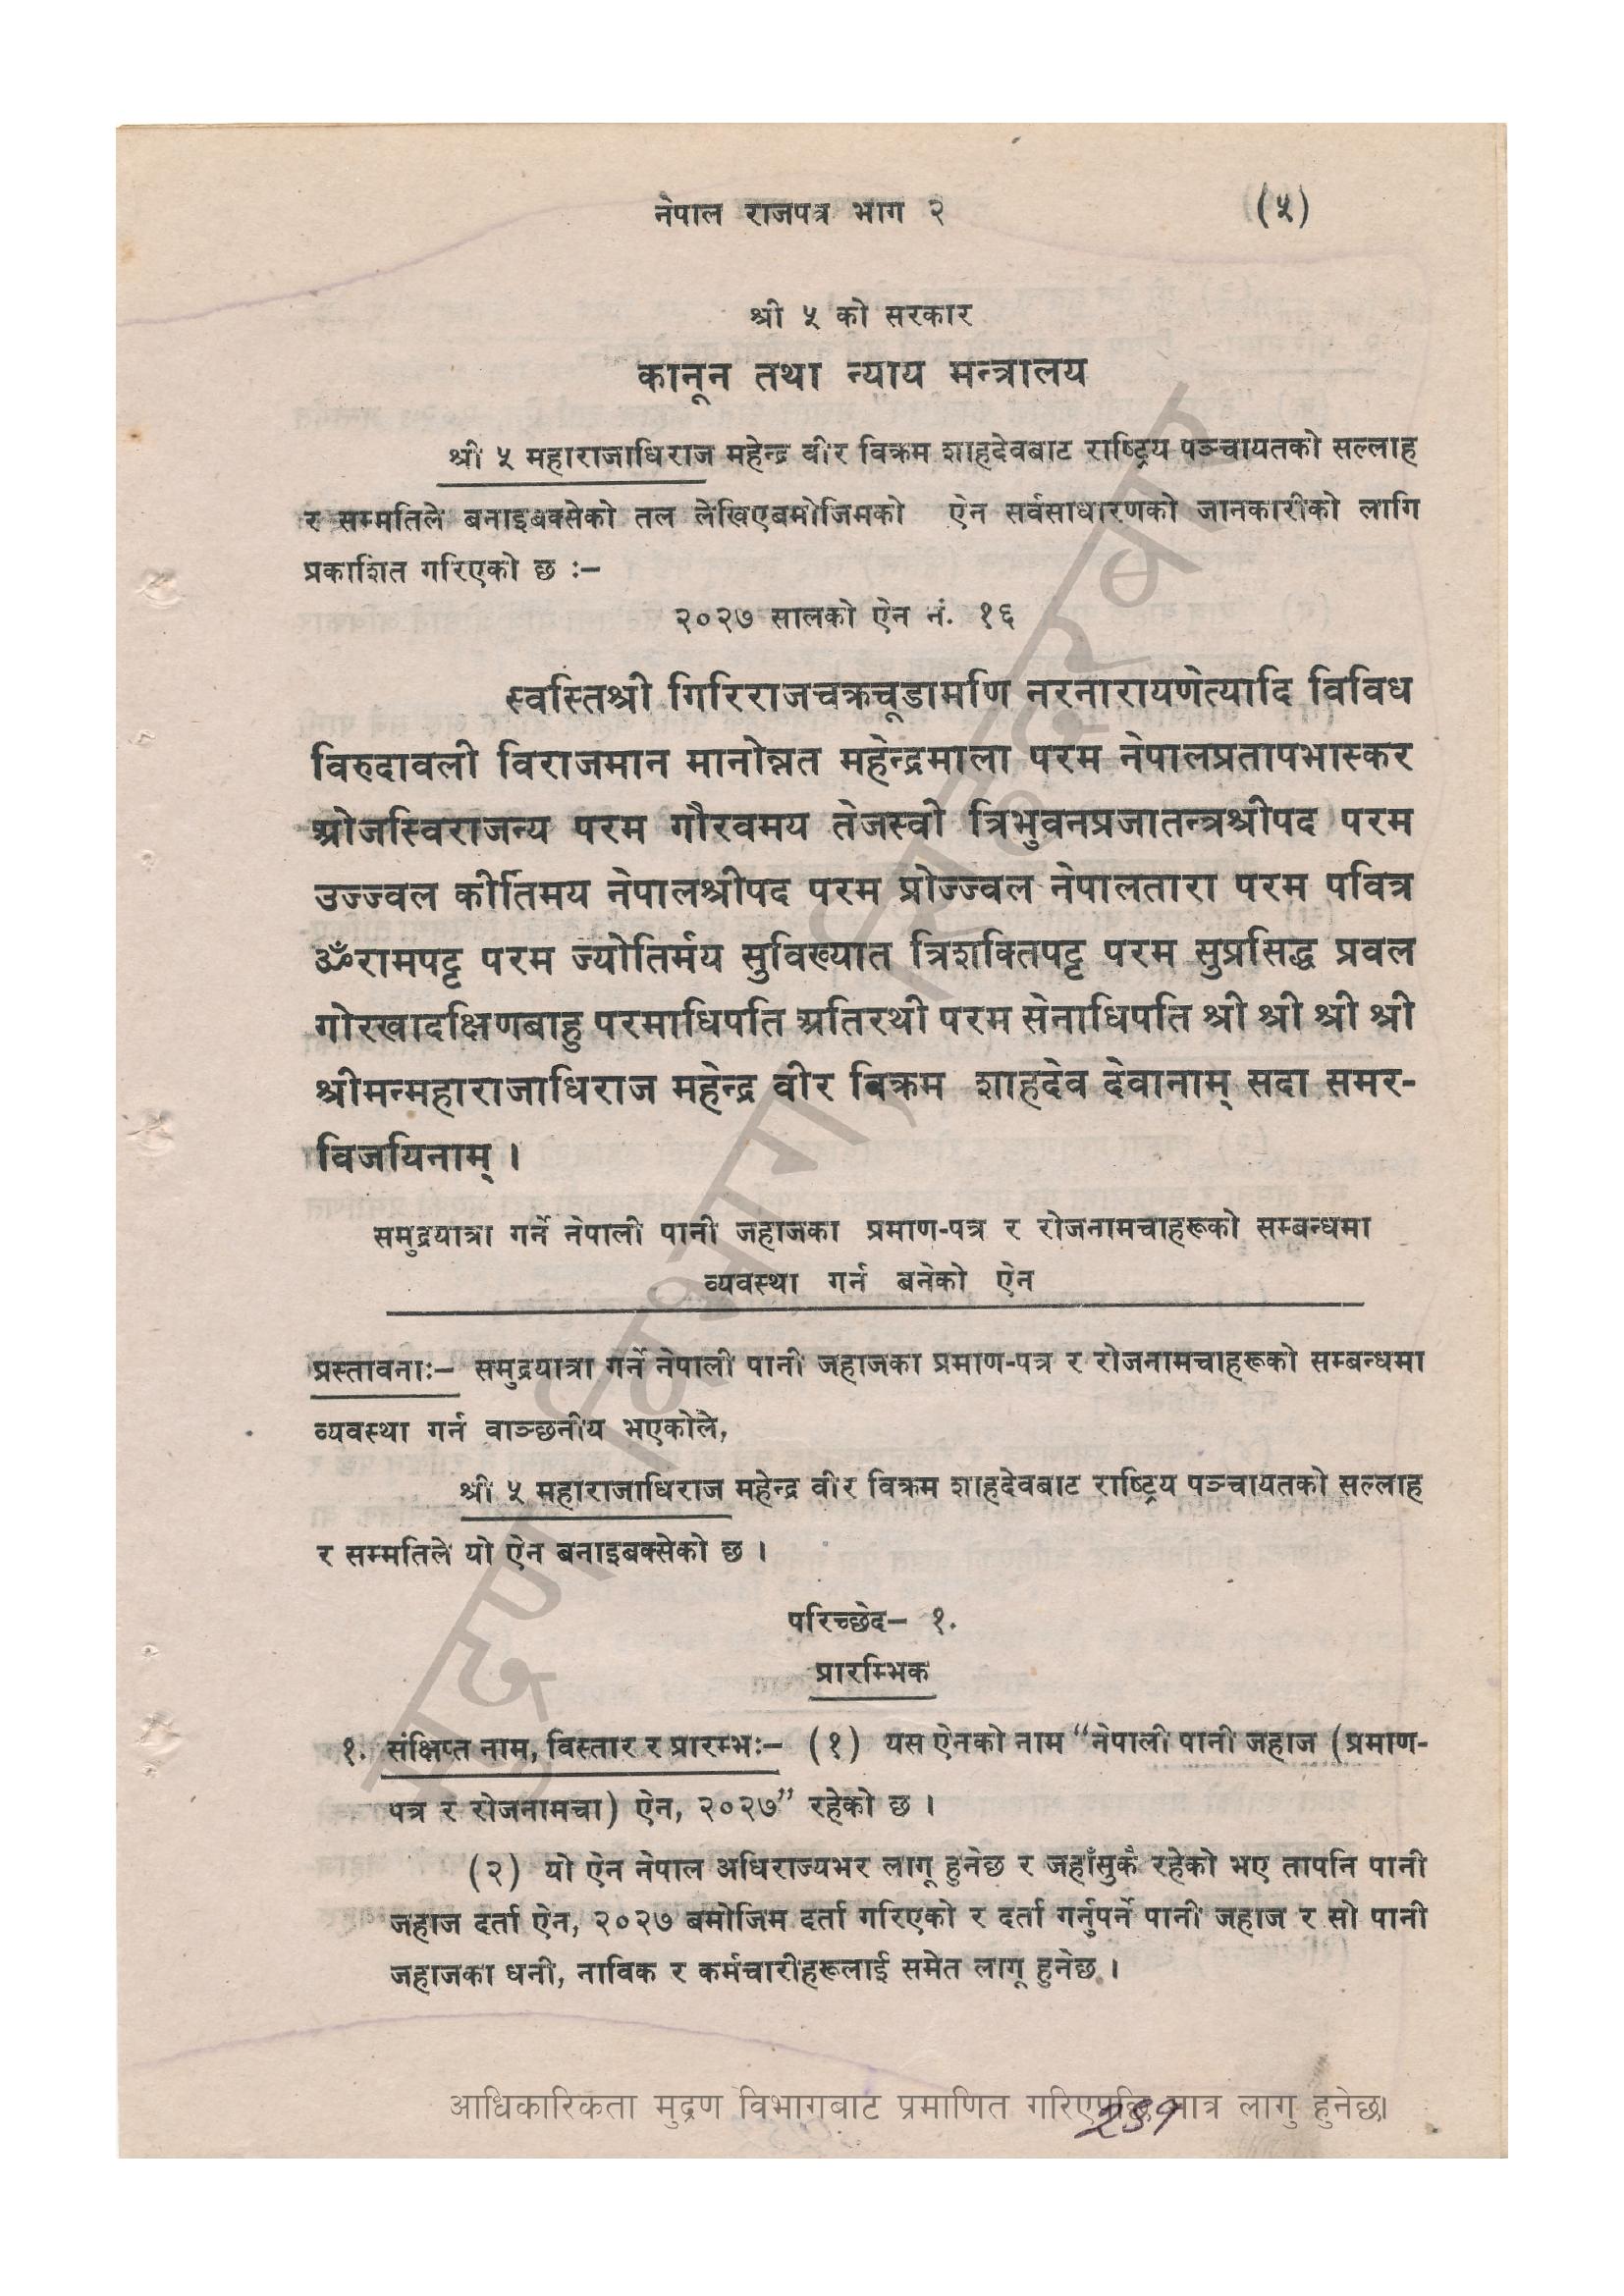 नेपाल राजपत्र भाग २ (५)
श्री ५ को सरकार
कानून तथा न्याय मन्त्रालय
श्री ५ महाराजाधिराज महेन्द्र वीर विक्रम शाहदेवबाट राष्ट्रिय पञ्चायतको सल्लाह
र सम्मतिले बनाइबक्सेको तल लेखिएबमोजिमको ऐन सर्वसाधारणको जानकारीको लागि
प्रकाशित गरिएको छ :–
२०२७ सालको ऐन नं. १६
स्वस्तिश्री गिरिराजचक्रचूडामणि नरनारायणेत्यादि विविध
विरुदावली विराजमान मानोन्नत महेन्द्रमाला परम नेपालप्रतापभास्कर
ओजस्विराजन्य परम गौरवमय तेजस्वी त्रिभुवनप्रजातन्त्रश्रीपद परम
उज्ज्वल कीर्तिमय नेपालश्रीपद परम प्रोज्ज्वल नेपालतारा परम पवित्र
ॐरामपट्ट परम ज्योतिर्मय सुविख्यात त्रिशक्तिपट्ट परम सुप्रसिद्ध प्रवल
गोरखादक्षिणबाहु परमाधिपति अतिरथी परम सेनाधिपति श्री श्री श्री श्री
श्रीमन्महाराजाधिराज महेन्द्र वीर बिक्रम शाहदेव देवानाम् सदा समर-
विजयिनाम् ।
समुद्रयात्रा गर्ने नेपाली पानी जहाजका प्रमाण-पत्र र रोजनामचाहरूको सम्बन्धमा
व्यवस्था गर्न बनेको ऐन
प्रस्तावनाः– समुद्रयात्रा गर्ने नेपाली पानी जहाजका प्रमाण-पत्र र रोजनामचाहरूको सम्बन्धमा
व्यवस्था गर्न वाञ्छनीय भएकोले,
श्री ५ महाराजाधिराज महेन्द्र वीर विक्रम शाहदेवबाट राष्ट्रिय पञ्चायतको सल्लाह
र सम्मतिले यो ऐन बनाइबक्सेको छ ।
परिच्छेद– १.
प्रारम्भिक
१. संक्षिप्त नाम, विस्तार र प्रारम्भः– (१) यस ऐनको नाम “नेपाली पानी जहाज (प्रमाण-
पत्र र रोजनामचा) ऐन, २०२७” रहेको छ ।
(२) यो ऐन नेपाल अधिराज्यभर लागू हुनेछ र जहाँसुकै रहेको भए तापनि पानी
जहाज दर्ता ऐन, २०२७ बमोजिम दर्ता गरिएको र दर्ता गर्नुपर्ने पानी जहाज र सो पानी
जहाजका धनी, नाविक र कर्मचारीहरूलाई समेत लागू हुनेछ ।
मुद्रण विभाग, सिंहदरबार
आधिकारिकता मुद्रण विभागबाट प्रमाणित गरिएपछि मात्र लागु हुनेछ।